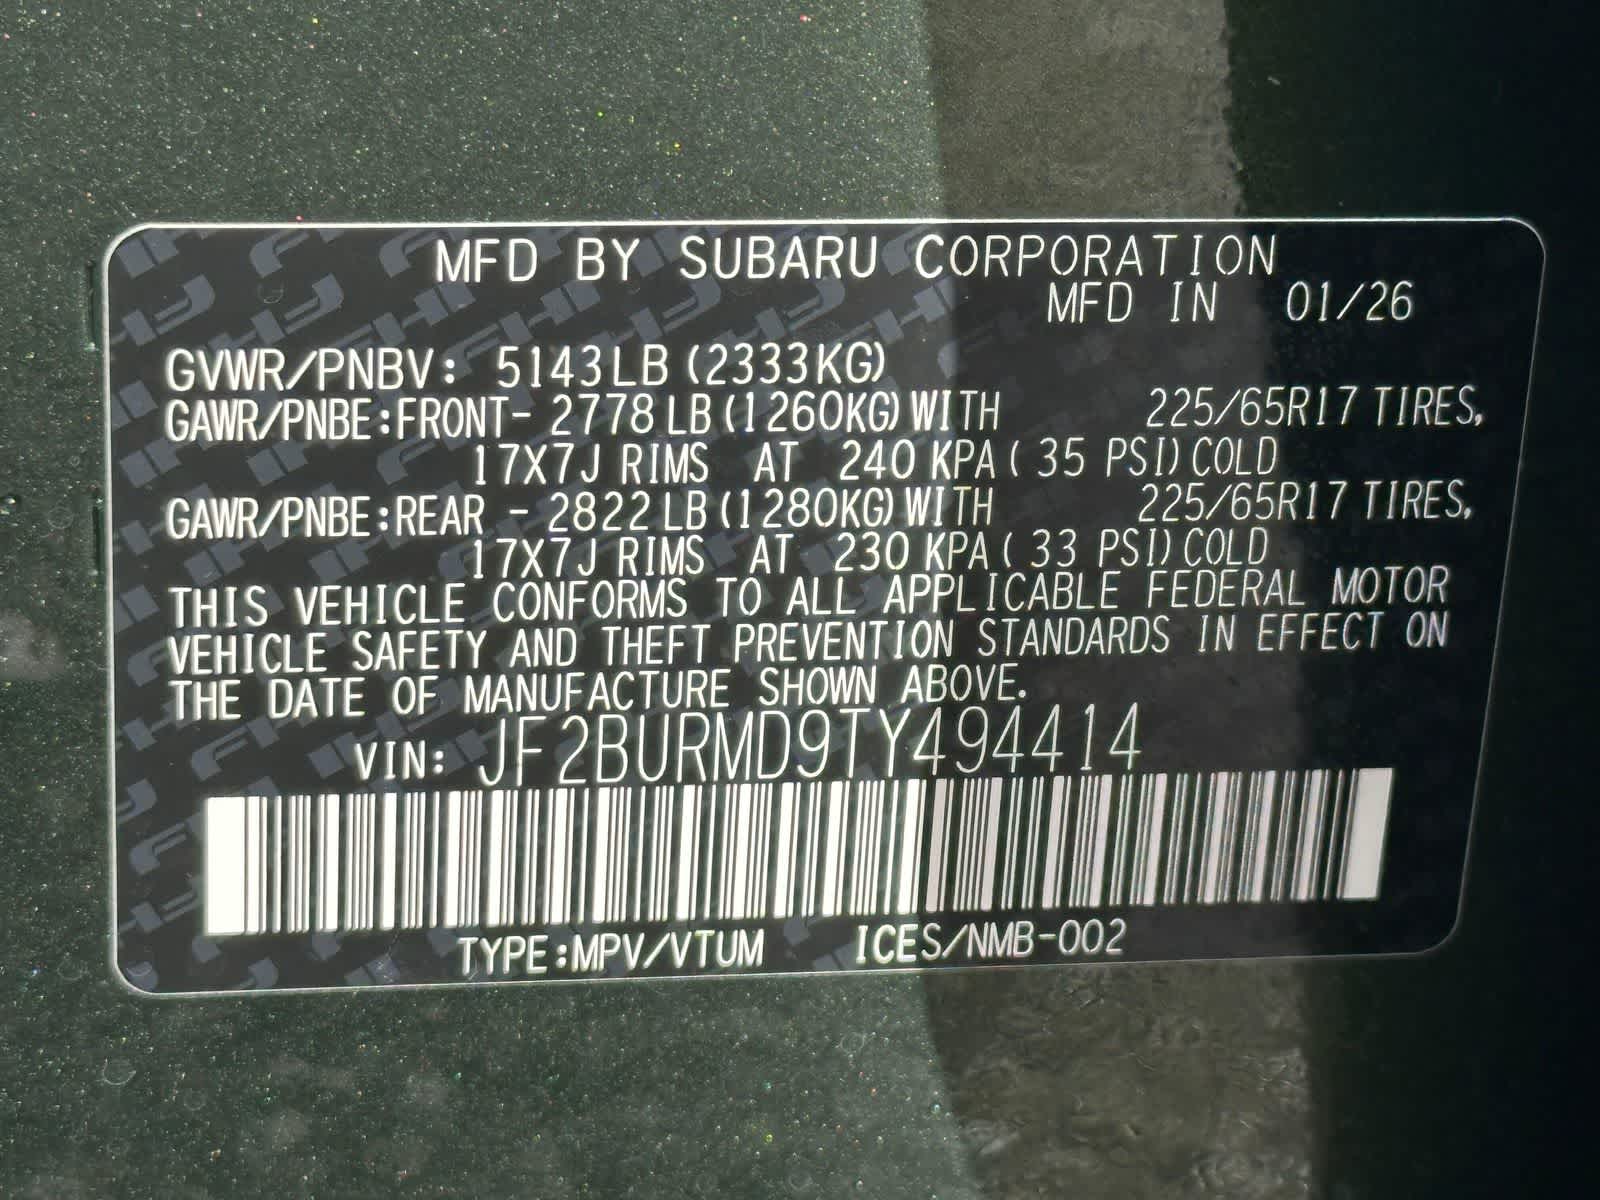 MFD BY SUBARU CORPORATION
MFD IN 01/26
GVWR/PNBV: 5143LB (2333KG)
GAWR/PNBE:FRONT- 2778 LB (1260KG) WITH 225/65R17 TIRES,
17X7J RIMS AT 240 KPA ( 35 PSI) COLD
GAWR/PNBE:REAR - 2822 LB (1280KG) WITH 225/65R17 TIRES,
17X7J RIMS AT 230 KPA ( 33 PSI) COLD
THIS VEHICLE CONFORMS TO ALL APPLICABLE FEDERAL MOTOR
VEHICLE SAFETY AND THEFT PREVENTION STANDARDS IN EFFECT ON
THE DATE OF MANUFACTURE SHOWN ABOVE.
VIN: JF2BURMD9TY494414
TYPE:MPV/VTUM ICES/NMB-002